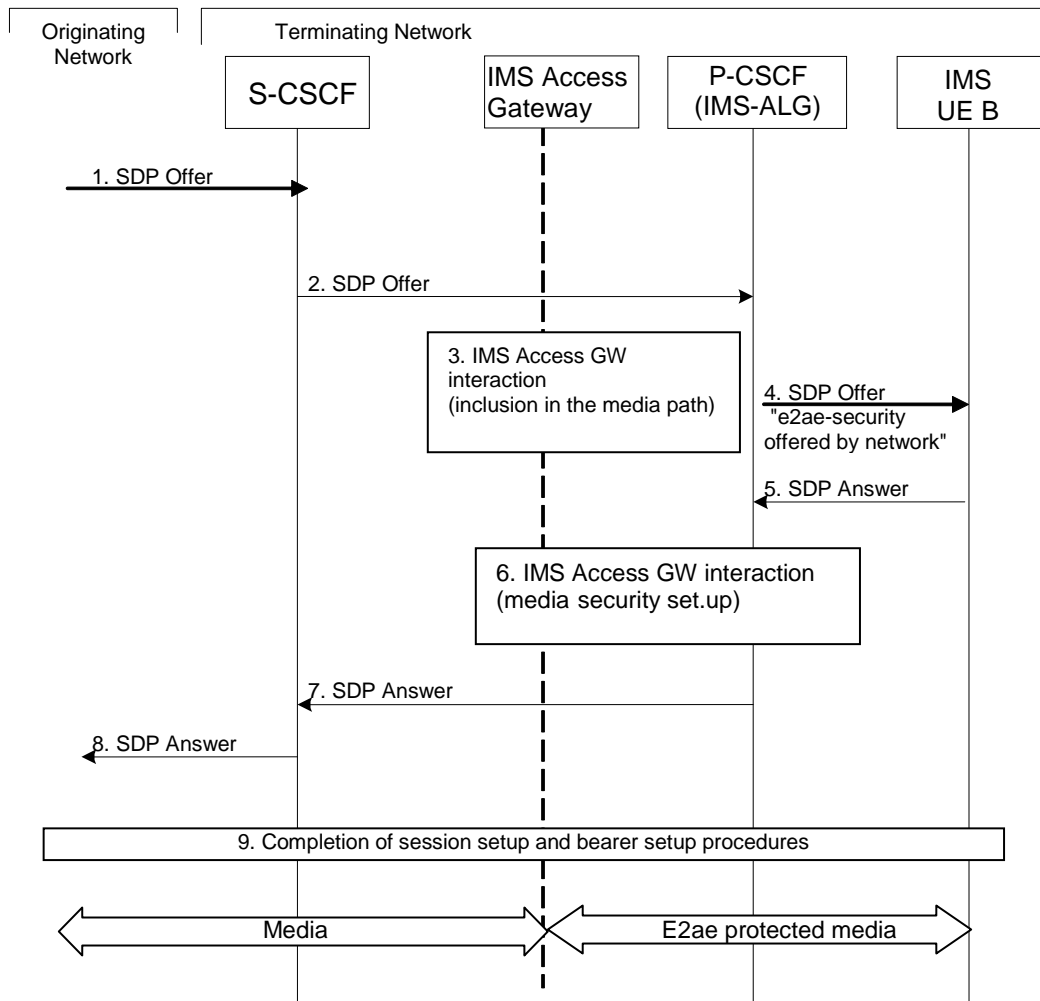 Originating
Network
Terminating Network
S-CSCF
IMS Access
Gateway
P-CSCF
(IMS-ALG)
IMS
UE B
1. SDP Offer
2. SDP Offer
3. IMS Access GW
interaction
(inclusion in the media path)
4. SDP Offer
"e2ae-security
offered by network"
5. SDP Answer
6. IMS Access GW interaction
(media security set.up)
7. SDP Answer
8. SDP Answer
9. Completion of session setup and bearer setup procedures
Media
E2ae protected media